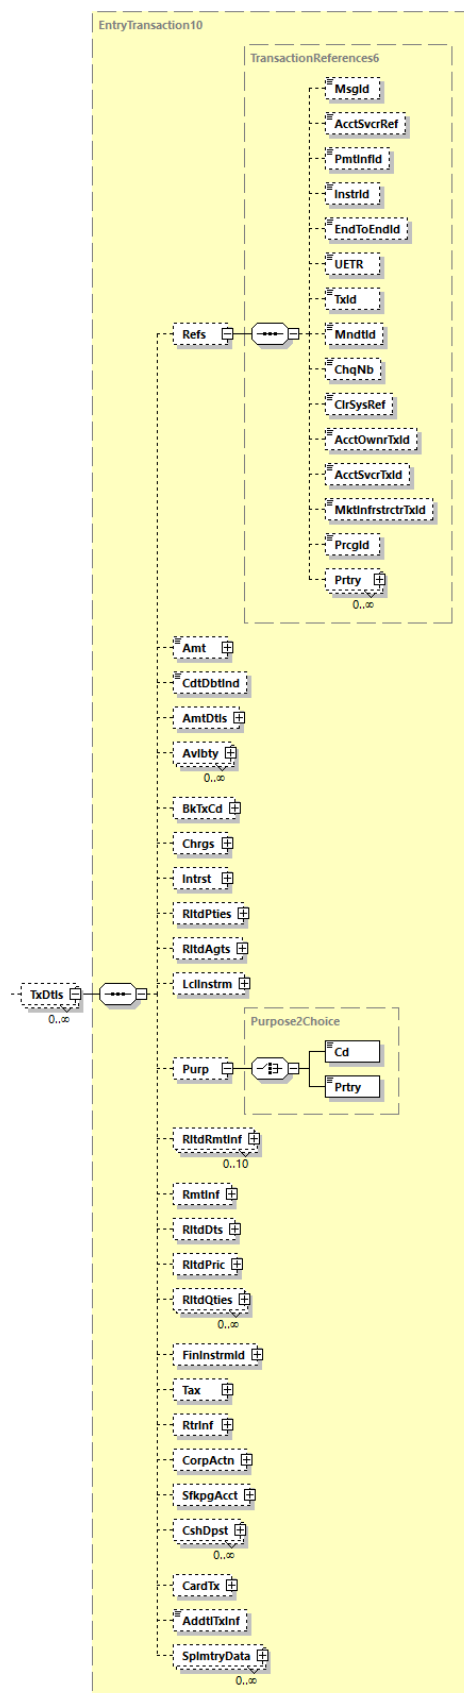 EntryTransaction10
TransactionReferences6
MsgId
AcctSvcrRef
PmtInfId
InstrId
EndToEndId
UETR
TxId
Refs
MndtId
ChqNb
ClrSysRef
AcctOwnrTxId
AcctSvcrTxId
MktInfrstrctrTxId
PrcgId
Prtry
0..∞
Amt
CdtDbtInd
AmtDtls
Avlbty
0..∞
BkTxCd
Chrgs
Intrst
RltdPties
RltdAgts
LclInstrm
TxDtls
0..∞
Purpose2Choice
Cd
Purp
Prtry
RltdRmtInf
0..10
RmtInf
RltdDts
RltdPric
RltdQties
0..∞
FinInstrmId
Tax
RtrInf
CorpActn
SfkpgAcct
CshDpst
0..∞
CardTx
AddtlTxInf
SplmtryData
0..∞